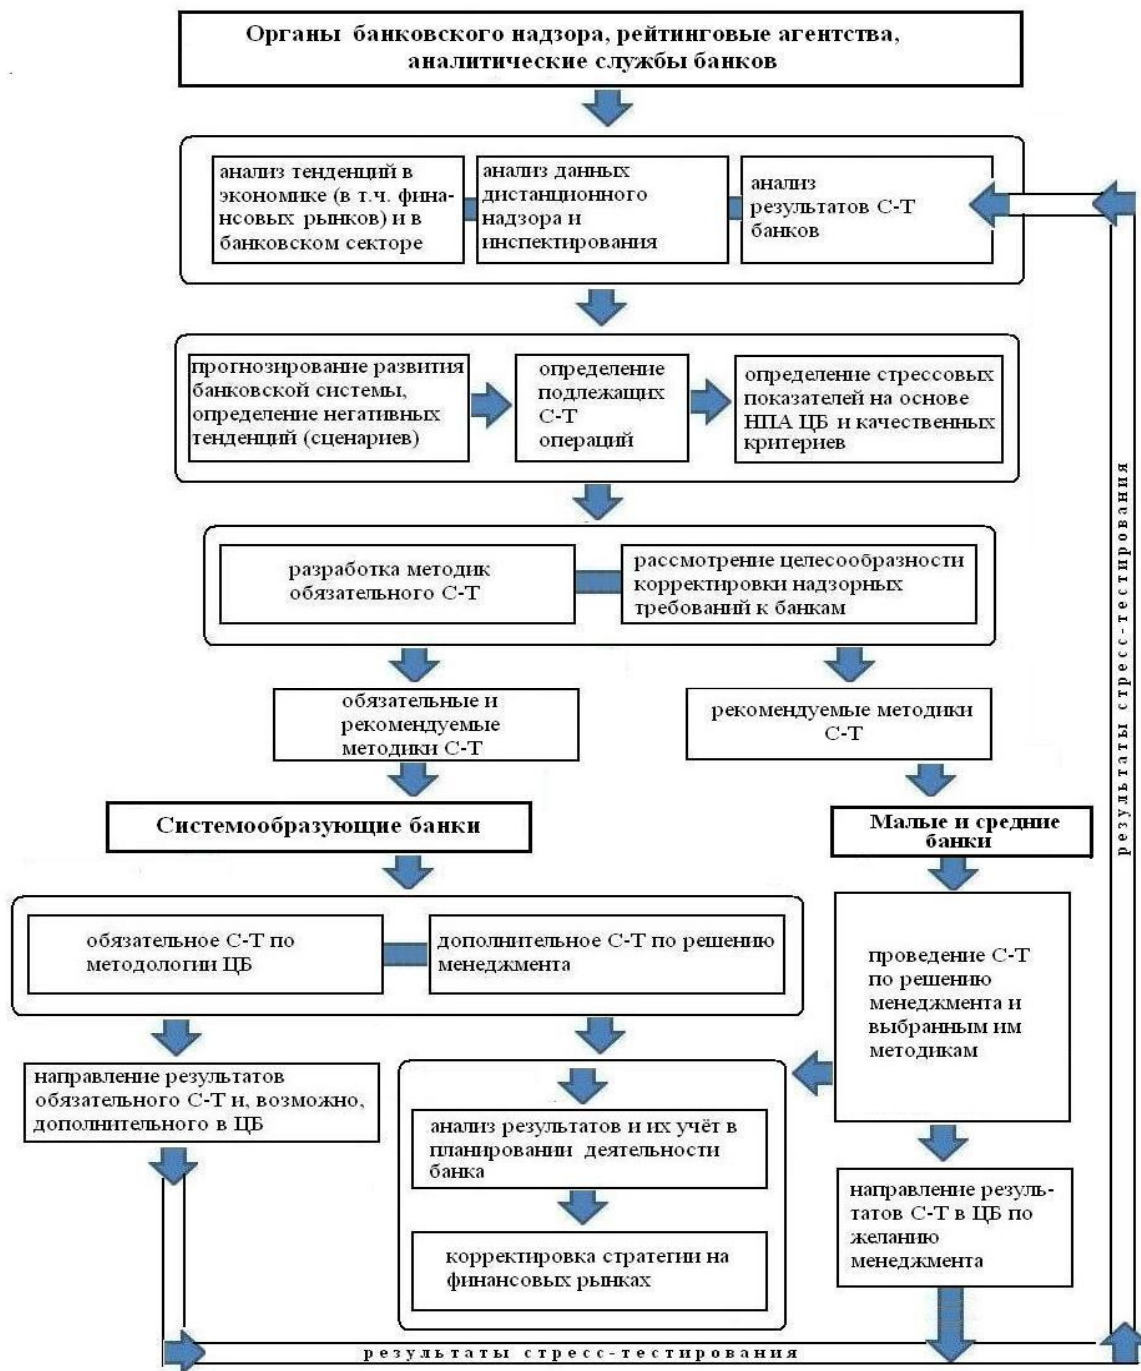 Органы банковского надзора, рейтинговые агентства,
аналитические службы банков
анализ тенденций в
экономике (в т.ч. фина-
нсовых рынков) и в
банковском секторе
анализ данных
дистанционного
надзора и
инспектирования
анализ
результатов С-Т
банков
прогнозирование развития
банковской системы,
определение негативных
тенденций (сценариев)
определение
подлежащих
С-Т
операций
определение стрессовых
показателей на основе
НПА ЦБ и качественных
критериев
разработка методик
обязательного С-Т
рассмотрение целесообразности
корректировки надзорных
требований к банкам
обязательные и
рекомендуемые
методики С-Т
рекомендуемые методики
С-Т
Системообразующие банки
Малые и средние
банки
обязательное С-Т по
методологии ЦБ
дополнительное С-Т по решению
менеджмента
проведение С-Т
по решению
менеджмента и
выбранным им
методикам
направление результатов
обязательного С-Т и, возможно,
дополнительного в ЦБ
анализ результатов и их учёт в
планировании деятельности
банка
направление резуль-
татов С-Т в ЦБ по
желанию
менеджмента
корректировка стратегии на
финансовых рынках
результаты стресс-тестирования
результаты стресс-тестирования